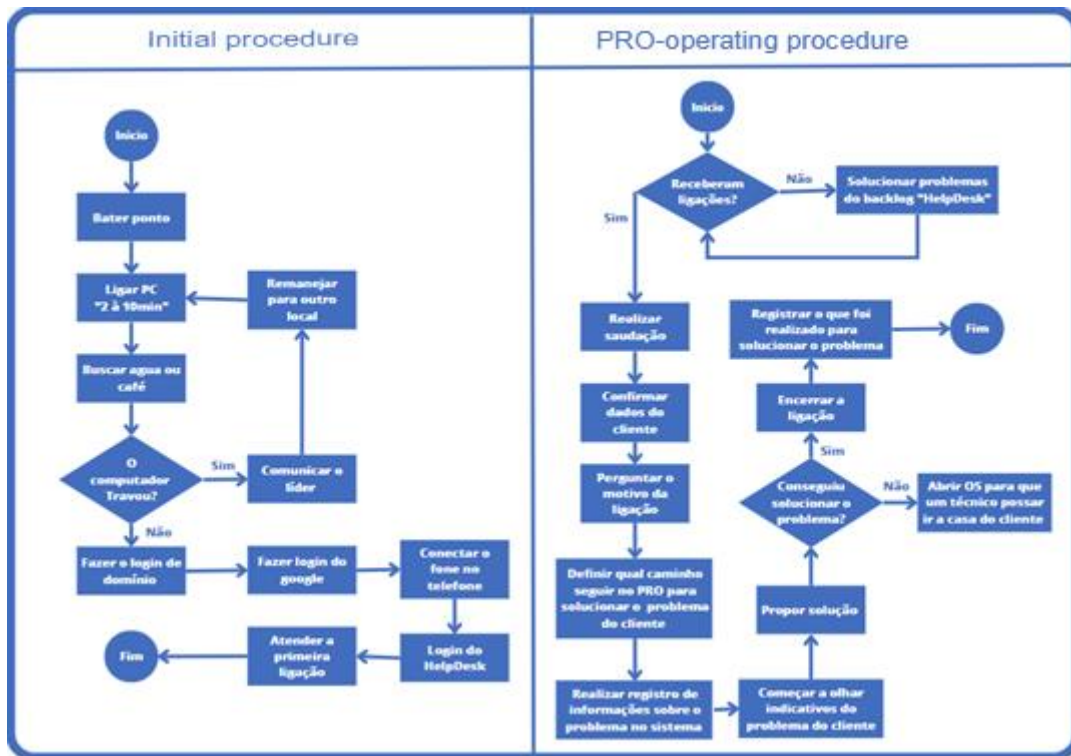 Initial procedure
Início
Bater ponto
Ligar PC
"2 à 10min"
Remanejar
para outro
local
Buscar agua ou
café
O
computador
Travou?
Sim
Comunicar o
líder
Não
Fazer o login de
domínio
Fazer login do
google
Conectar o
fone no
telefone
Login do
HelpDesk
Atender a
primeira
ligação
Fim
PRO-operating procedure
Início
Receberam
ligações?
Não
Solucionar problemas
do backlog "HelpDesk"
Sim
Realizar
saudação
Confirmar
dados do
cliente
Perguntar o
motivo da
ligação
Definir qual caminho
seguir no PRO para
solucionar o problema
do cliente
Realizar registro de
informações sobre o
problema no sistema
Começar a olhar
indicativos do
problema do cliente
Propor solução
Conseguiu
solucionar o
problema?
Não
Abrir OS para que
um técnico possar
ir a casa do cliente
Sim
Encerrar a
ligação
Registrar o que foi
realizado para
solucionar o problema
Fim